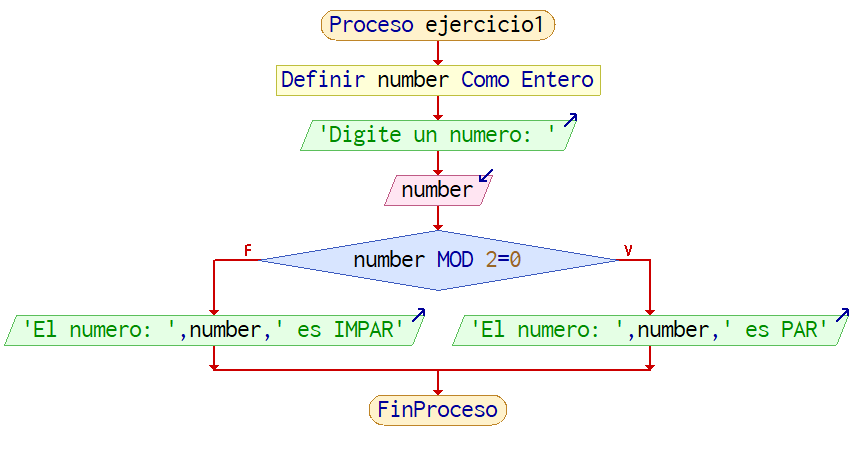 Proceso ejercicio1
Definir number Como Entero
'Digite un numero: '
number
F
number MOD 2=0
V
'El numero: ',number,' es IMPAR'
'El numero: ',number,' es PAR'
FinProceso